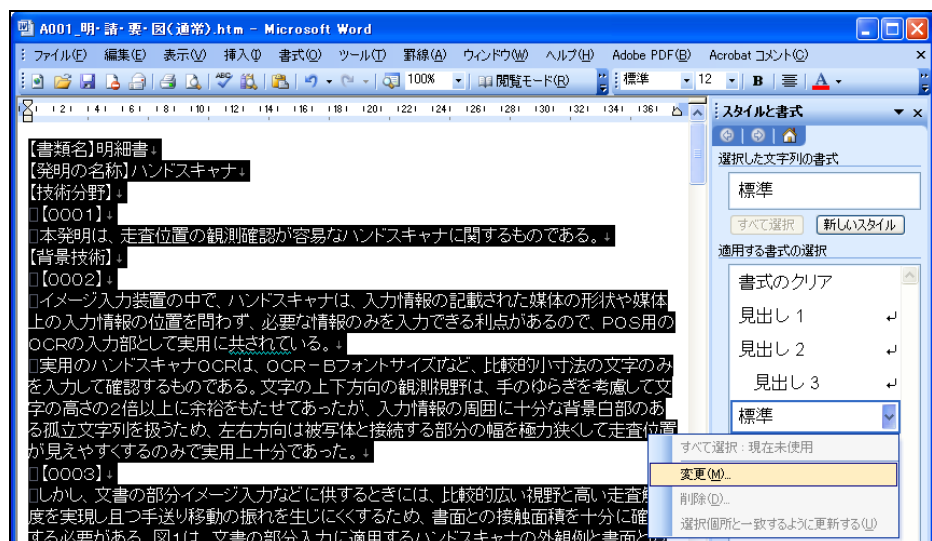 A001_明・請・要・図(通常).htm - Microsoft Word
ファイル(F) 編集(E) 表示(V) 挿入(I) 書式(O) ツール(T) 罫線(A) ウィンドウ(W) ヘルプ(H) Adobe PDF(B) Acrobat コメント(C)
100% 閲覧モード(R) 標準 12 B A
2 4 6 8 10 12 14 16 18 20 22 24 26 28 30 32 34 36
【書類名】明細書↓
【発明の名称】ハンドスキャナ↓
【技術分野】↓
□【0001】↓
□本発明は、走査位置の観測確認が容易なハンドスキャナに関するものである。↓
【背景技術】↓
□【0002】↓
□イメージ入力装置の中で、ハンドスキャナは、入力情報の記載された媒体の形状や媒体
上の入力情報の位置を問わず、必要な情報のみを入力できる利点があるので、POS用の
OCRの入力部として実用に共されている。↓
□実用のハンドスキャナOCRは、OCR-Bフォントサイズなど、比較的小寸法の文字のみ
を入力して確認するものである。文字の上下方向の観測視野は、手のゆらぎを考慮して文
字の高さの2倍以上に余裕をもたせてあったが、入力情報の周囲に十分な背景白部のあ
る孤立文字列を扱うため、左右方向は被写体と接続する部分の幅を極力狭くして走査位置
が見えやすくするのみで実用上十分であった。↓
□【0003】↓
□しかし、文書の部分イメージ入力などに供するときには、比較的広い視野と高い走査
度を実現し且つ手送り移動の振れを生じにくくするため、書面との接触面積を十分に確
する必要がある。図1は、文書の部分入力に適用するハンドスキャナの外観例と書面と
スタイルと書式
選択した文字列の書式
標準
すべて選択 新しいスタイル
適用する書式の選択
書式のクリア
見出し 1
見出し 2
見出し 3
標準
すべて選択 : 現在未使用
変更(M)...
削除(D)...
選択個所と一致するように更新する(U)